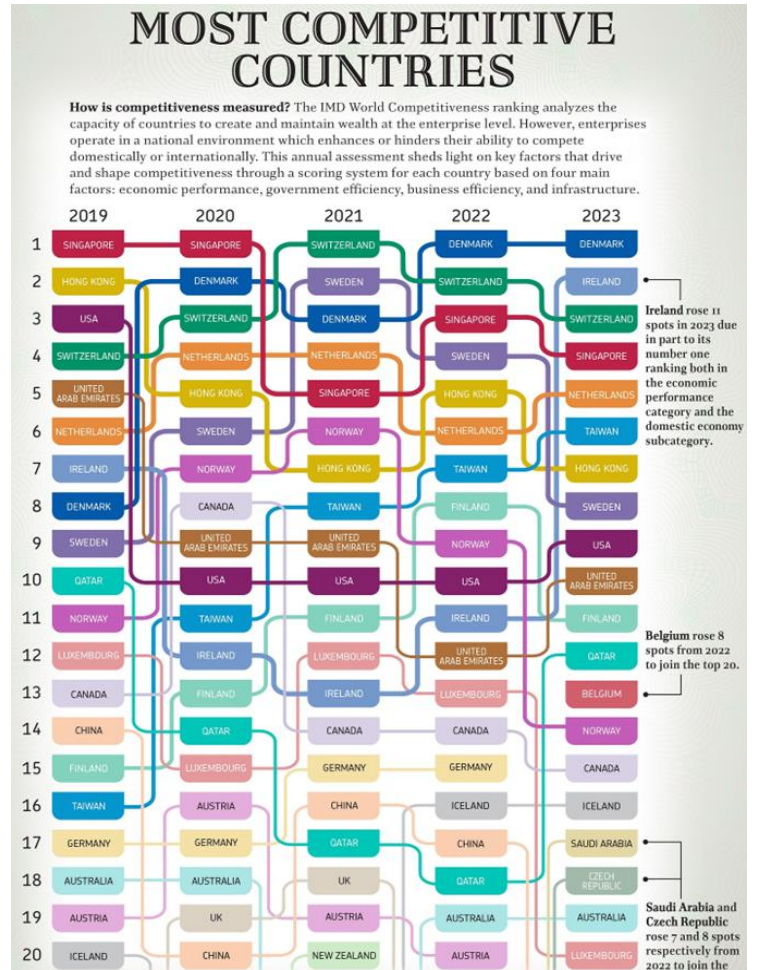 MOST COMPETITIVE
COUNTRIES
How is competitiveness measured? The IMD World Competitiveness ranking analyzes the
capacity of countries to create and maintain wealth at the enterprise level. However, enterprises
operate in a national environment which enhances or hinders their ability to compete
domestically or internationally. This annual assessment sheds light on key factors that drive
and shape competitiveness through a scoring system for each country based on four main
factors: economic performance, government efficiency, business efficiency, and infrastructure.
2019 2020 2021 2022 2023
1 SINGAPORE SINGAPORE SWITZERLAND DENMARK DENMARK
2 HONG KONG DENMARK SWEDEN SWITZERLAND IRELAND
3 USA SWITZERLAND DENMARK SINGAPORE SWITZERLAND
4 SWITZERLAND NETHERLANDS NETHERLANDS SWEDEN SINGAPORE
5 UNITED ARAB EMIRATES HONG KONG SINGAPORE HONG KONG NETHERLANDS
6 NETHERLANDS SWEDEN NORWAY NETHERLANDS TAIWAN
7 IRELAND NORWAY HONG KONG TAIWAN HONG KONG
8 DENMARK CANADA TAIWAN FINLAND SWEDEN
9 SWEDEN UNITED ARAB EMIRATES UNITED ARAB EMIRATES NORWAY USA
10 QATAR USA USA USA UNITED ARAB EMIRATES
11 NORWAY TAIWAN FINLAND IRELAND FINLAND
12 LUXEMBOURG IRELAND LUXEMBOURG UNITED ARAB EMIRATES QATAR
13 CANADA FINLAND IRELAND LUXEMBOURG BELGIUM
14 CHINA QATAR CANADA CANADA NORWAY
15 FINLAND LUXEMBOURG GERMANY GERMANY CANADA
16 TAIWAN AUSTRIA CHINA ICELAND ICELAND
17 GERMANY GERMANY QATAR CHINA SAUDI ARABIA
18 AUSTRALIA AUSTRALIA UK QATAR CZECH REPUBLIC
19 AUSTRIA UK AUSTRIA AUSTRALIA AUSTRALIA
20 ICELAND CHINA NEW ZEALAND AUSTRIA LUXEMBOURG
Ireland rose 11
spots in 2023 due
in part to its
number one
ranking both in
the economic
performance
category and the
domestic economy
subcategory.
Belgium rose 8
spots from 2022
to join the top 20.
Saudi Arabia and
Czech Republic
rose 7 and 8 spots
respectively from
2022 to join the